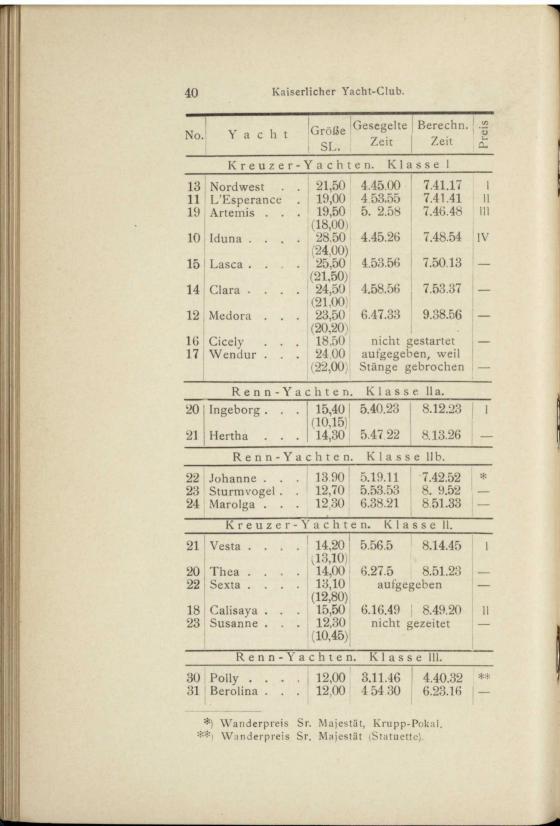 40 Kaiserlicher Yacht-Club.
No. Yacht Größe SL. Gesegelte Zeit Berechn. Zeit Preis
Kreuzer-Yachten. Klasse I
13 Nordwest . . 21,50 4.45.00 7.41.17 I
11 L'Esperance . 19,00 4 53.55 7.41.41 II
19 Artemis . . . 19,50 5. 2.58 7.46.48 III
(18,00)
10 Iduna . . . . 28.50 4.45.26 7.48.54 IV
(24,00)
15 Lasca . . . . 25,50 4.53.56 7.50.13 —
(21,50)
14 Clara . . . . 24,50 4.58.56 7.53.37 —
(21,00)
12 Medora . . . 23,50 6.47.33 9.38.56 —
(20,20)
16 Cicely . . . 18,50 nicht gestartet —
17 Wendur . . . 24.00 aufgegeben, weil
(22,00) Stänge gebrochen —
Renn-Yachten. Klasse IIa.
20 Ingeborg . . . 15,40 5.40.23 8.12.23 I
(10,15)
21 Hertha . . . 14,30 5.47.22 8.13.26 —
Renn-Yachten. Klasse IIb.
22 Johanne . . . 13.90 5.19.11 7.42.52 *
23 Sturmvogel . . 12,70 5.53.53 8. 9.52 —
24 Marolga . . . 12,30 6.38.21 8.51.33 —
Kreuzer-Yachten. Klasse II.
21 Vesta . . . . 14,20 5.56.5 8.14.45 I
(13,10)
20 Thea . . . . 14,00 6.27.5 8.51.23 —
22 Sexta . . . . 13,10 aufgegeben —
(12,80)
18 Calisaya . . . 15,50 6.16.49 8.49.20 II
23 Susanne . . . 12,30 nicht gezeitet —
(10,45)
Renn-Yachten. Klasse III.
30 Polly . . . . 12,00 3.11.46 4.40.32 **
31 Berolina . . . 12,00 4 54 30 6.23.16 —
*) Wanderpreis Sr. Majestät, Krupp-Pokal.
**) Wanderpreis Sr. Majestät (Statuette).